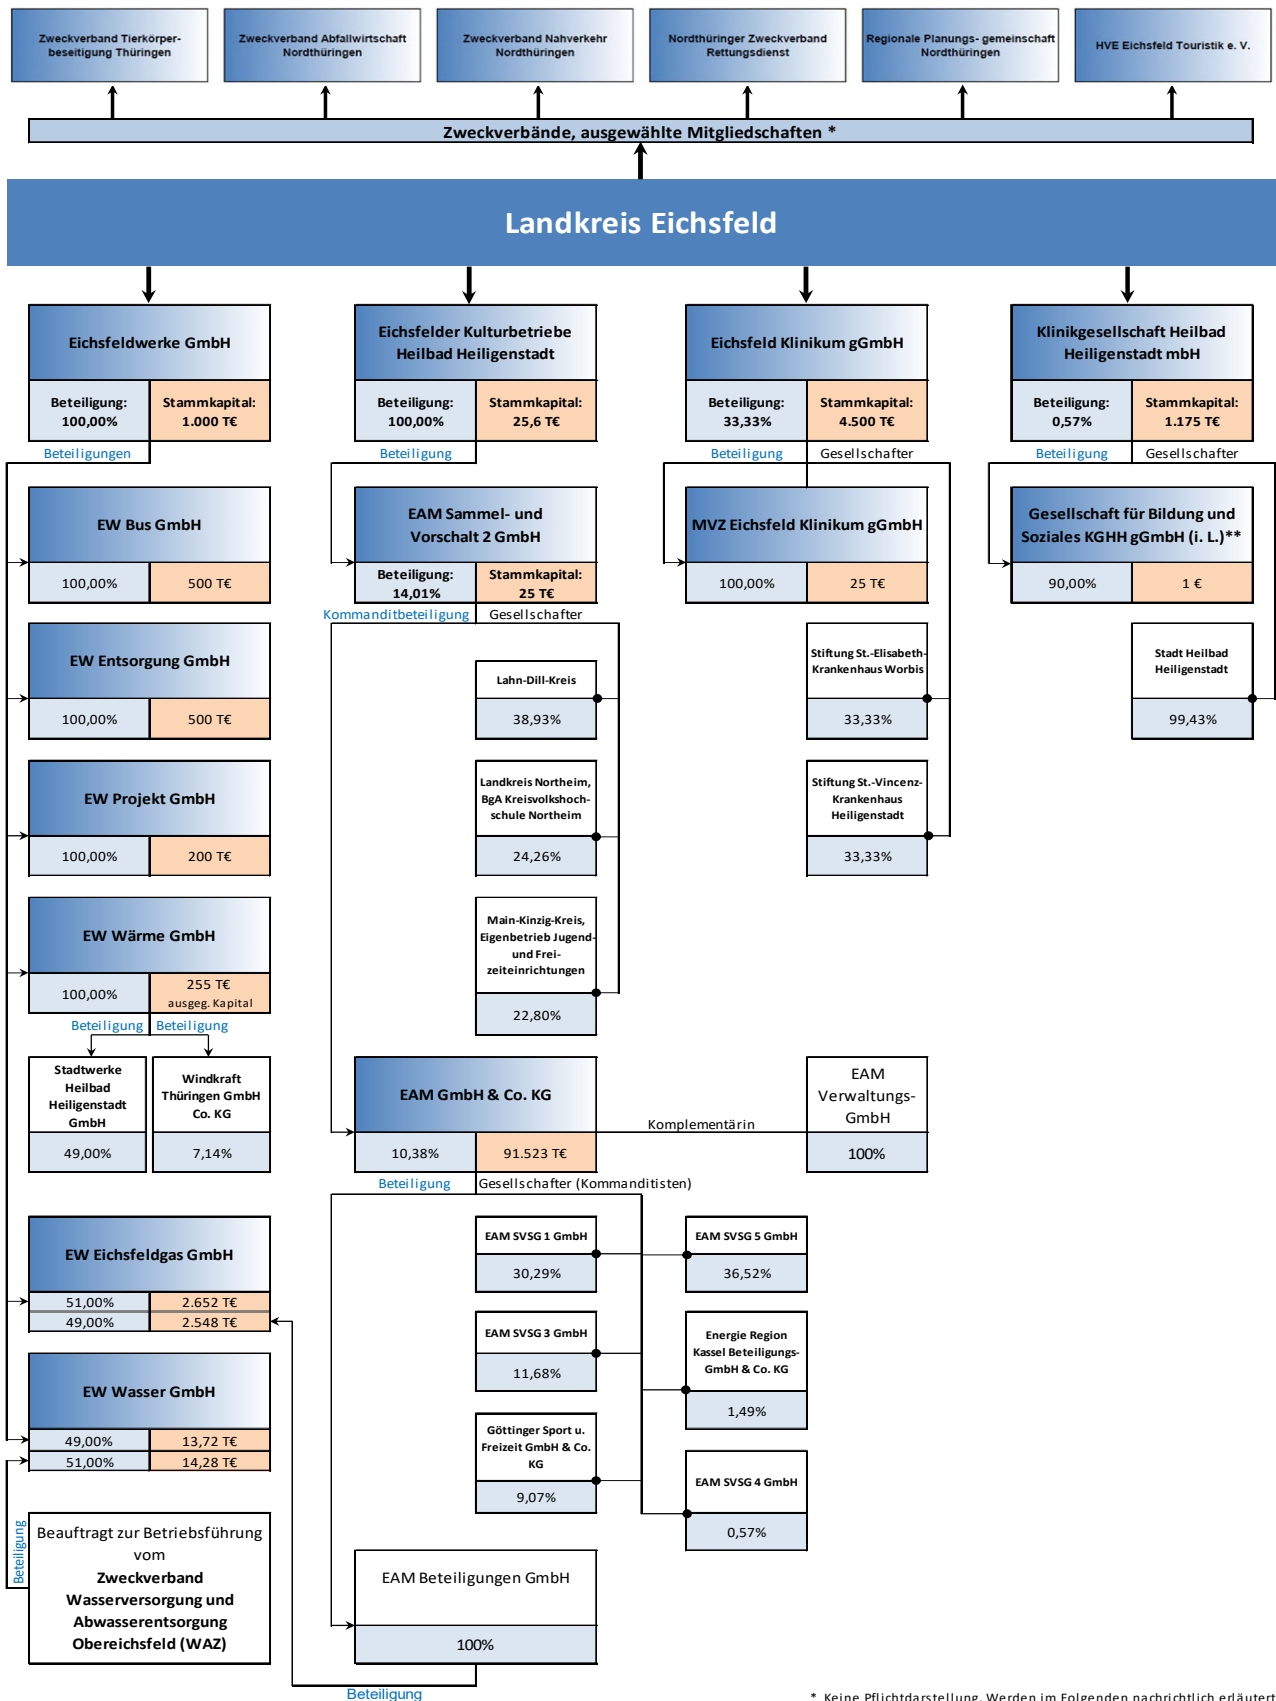 Zweckverband Tierkörper-
beseitigung Thüringen
Zweckverband Abfallwirtschaft
Nordthüringen
Zweckverband Nahverkehr
Nordthüringen
Nordthüringer Zweckverband
Rettungsdienst
Regionale Planungs- gemeinschaft
Nordthüringen
HVE Eichsfeld Touristik e. V.
Zweckverbände, ausgewählte Mitgliedschaften *
Landkreis Eichsfeld
Eichsfeldwerke GmbH
Beteiligung:
100,00%
Stammkapital:
1.000 T€
Beteiligungen
EW Bus GmbH
100,00%
500 T€
EW Entsorgung GmbH
100,00%
500 T€
EW Projekt GmbH
100,00%
200 T€
EW Wärme GmbH
100,00%
255 T€
ausgeg. Kapital
Beteiligung
Beteiligung
Stadtwerke
Heilbad
Heiligenstadt
GmbH
49,00%
Windkraft
Thüringen GmbH
Co. KG
7,14%
EW Eichsfeldgas GmbH
51,00%
2.652 T€
49,00%
2.548 T€
EW Wasser GmbH
49,00%
13,72 T€
51,00%
14,28 T€
Beteiligung
Beauftragt zur Betriebsführung
vom
Zweckverband
Wasserversorgung und
Abwasserentsorgung
Obereichsfeld (WAZ)
Eichsfelder Kulturbetriebe
Heilbad Heiligenstadt
Beteiligung:
100,00%
Stammkapital:
25,6 T€
Beteiligung
EAM Sammel- und
Vorschalt 2 GmbH
Beteiligung:
14,01%
Stammkapital:
25 T€
Kommanditbeteiligung
Gesellschafter
Lahn-Dill-Kreis
38,93%
Landkreis Northeim,
BgA Kreisvolkshoch-
schule Northeim
24,26%
Main-Kinzig-Kreis,
Eigenbetrieb Jugend-
und Frei-
zeiteinrichtungen
22,80%
EAM GmbH & Co. KG
10,38%
91.523 T€
Komplementärin
EAM
Verwaltungs-
GmbH
100%
Beteiligung
Gesellschafter (Kommanditisten)
EAM SVSG 1 GmbH
30,29%
EAM SVSG 5 GmbH
36,52%
EAM SVSG 3 GmbH
11,68%
Energie Region
Kassel Beteiligungs-
GmbH & Co. KG
1,49%
Göttinger Sport u.
Freizeit GmbH & Co.
KG
9,07%
EAM SVSG 4 GmbH
0,57%
EAM Beteiligungen GmbH
100%
Beteiligung
Eichsfeld Klinikum gGmbH
Beteiligung:
33,33%
Stammkapital:
4.500 T€
Beteiligung
Gesellschafter
MVZ Eichsfeld Klinikum gGmbH
100,00%
25 T€
Stiftung St.-Elisabeth-
Krankenhaus Worbis
33,33%
Stiftung St.-Vincenz-
Krankenhaus
Heiligenstadt
33,33%
Klinikgesellschaft Heilbad
Heiligenstadt mbH
Beteiligung:
0,57%
Stammkapital:
1.175 T€
Beteiligung
Gesellschafter
Gesellschaft für Bildung und
Soziales KGHH gGmbH (i. L.)**
90,00%
1 €
Stadt Heilbad
Heiligenstadt
99,43%
* Keine Pflichtdarstellung. Werden im Folgenden nachrichtlich erläutert